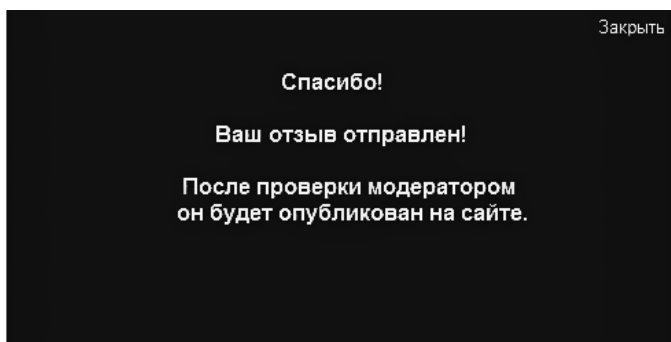 Закрыть
Спасибо!
Ваш отзыв отправлен!
После проверки модератором
он будет опубликован на сайте.